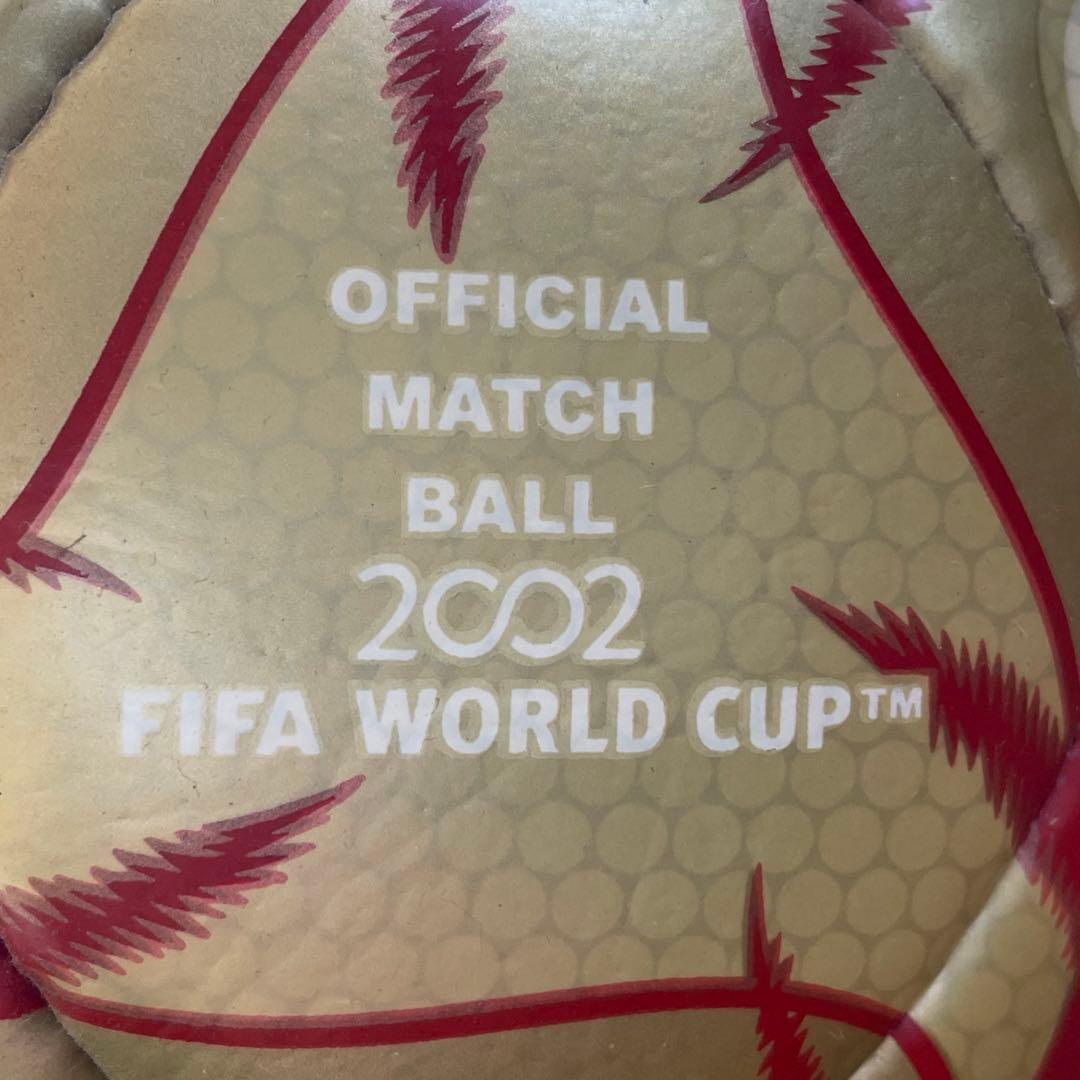 OFFICIAL
MATCH
BALL
2002
FIFA WORLD CUP™